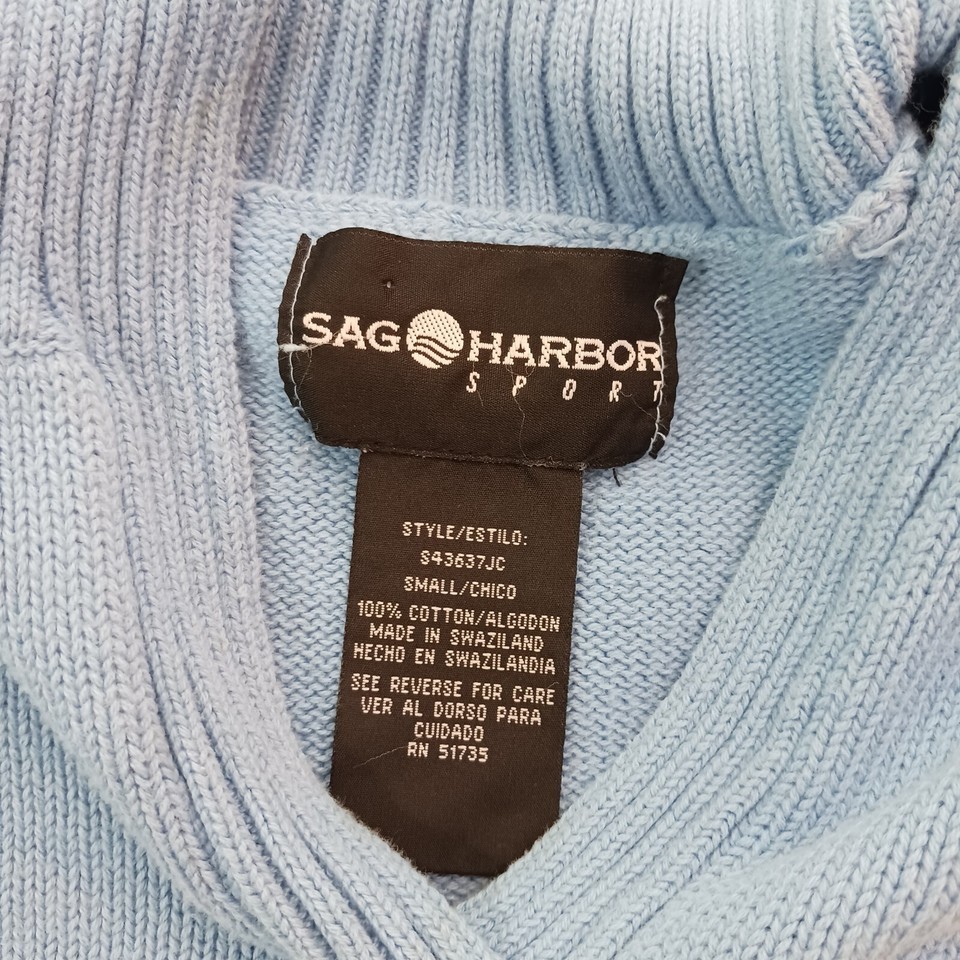 SAG HARBOR
SPORT
STYLE/ESTILO:
S43637JC
SMALL/CHICO
100% COTTON/ALGODON
MADE IN SWAZILAND
HECHO EN SWAZILANDIA
SEE REVERSE FOR CARE
VER AL DORSO PARA
CUIDADO
RN 51735